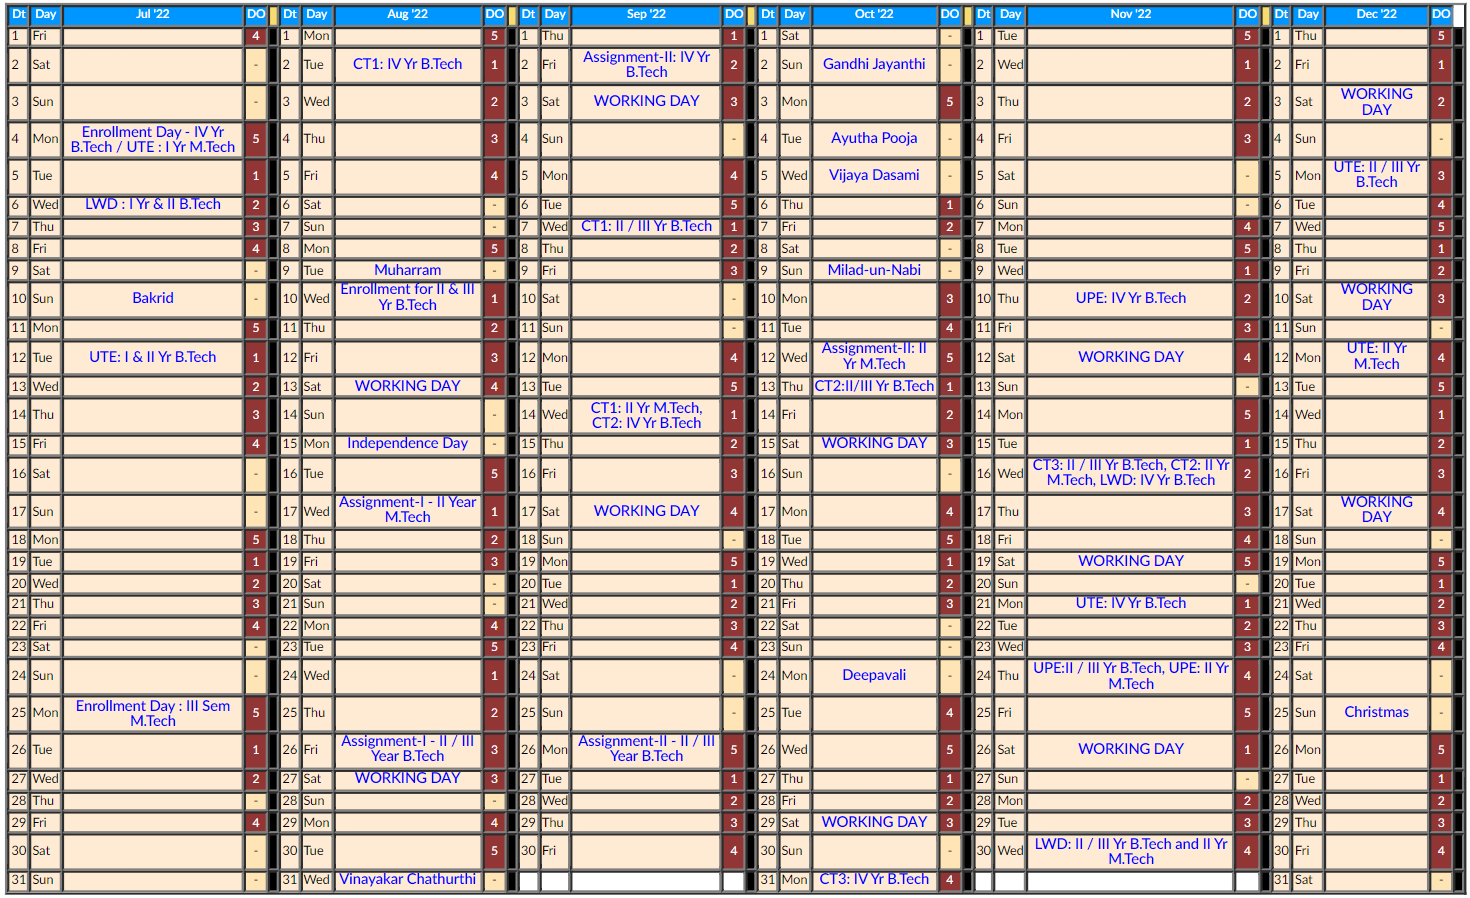 Dt Day Jul '22 DO Dt Day Aug '22 DO Dt Day Sep '22 DO Dt Day Oct '22 DO Dt Day Nov '22 DO Dt Day Dec '22 DO
1 Fri 4 1 Mon 5 1 Thu 1 1 Sat - 1 Tue 5 1 Thu 5
2 Sat - 2 Tue CT1: IV Yr B.Tech 1 2 Fri Assignment-II: IV Yr B.Tech 2 2 Sun Gandhi Jayanthi - 2 Wed 1 2 Fri 1
3 Sun - 3 Wed 2 3 Sat WORKING DAY 3 3 Mon 5 3 Thu 2 3 Sat WORKING DAY 2
4 Mon Enrollment Day - IV Yr B.Tech / UTE : I Yr M.Tech 5 4 Thu 3 4 Sun - 4 Tue Ayutha Pooja - 4 Fri 3 4 Sun -
5 Tue 1 5 Fri 4 5 Mon 4 5 Wed Vijaya Dasami - 5 Sat - 5 Mon UTE: II / III Yr B.Tech 3
6 Wed LWD : I Yr & II B.Tech 2 6 Sat - 6 Tue 5 6 Thu 1 6 Sun - 6 Tue 4
7 Thu 3 7 Sun - 7 Wed CT1: II / III Yr B.Tech 1 7 Fri 2 7 Mon 4 7 Wed 5
8 Fri 4 8 Mon 5 8 Thu 2 8 Sat - 8 Tue 5 8 Thu 1
9 Sat - 9 Tue Muharram - 9 Fri 3 9 Sun Milad-un-Nabi - 9 Wed 1 9 Fri 2
10 Sun Bakrid - 10 Wed Enrollment for II & III Yr B.Tech 1 10 Sat - 10 Mon 3 10 Thu UPE: IV Yr B.Tech 2 10 Sat WORKING DAY 3
11 Mon 5 11 Thu 2 11 Sun - 11 Tue 4 11 Fri 3 11 Sun -
12 Tue UTE: I & II Yr B.Tech 1 12 Fri 3 12 Mon 4 12 Wed Assignment-II: II Yr M.Tech 5 12 Sat WORKING DAY 4 12 Mon UTE: II Yr M.Tech 4
13 Wed 2 13 Sat WORKING DAY 4 13 Tue 5 13 Thu CT2:II/III Yr B.Tech 1 13 Sun - 13 Tue 5
14 Thu 3 14 Sun - 14 Wed CT1: II Yr M.Tech, CT2: IV Yr B.Tech 1 14 Fri 2 14 Mon 5 14 Wed 1
15 Fri 4 15 Mon Independence Day - 15 Thu 2 15 Sat WORKING DAY 3 15 Tue 1 15 Thu 2
16 Sat - 16 Tue 5 16 Fri 3 16 Sun - 16 Wed CT3: II / III Yr B.Tech, CT2: II Yr M.Tech, LWD: IV Yr B.Tech 2 16 Fri 3
17 Sun - 17 Wed Assignment-I - II Year M.Tech 1 17 Sat WORKING DAY 4 17 Mon 4 17 Thu 3 17 Sat WORKING DAY 4
18 Mon 5 18 Thu 2 18 Sun - 18 Tue 5 18 Fri 4 18 Sun -
19 Tue 1 19 Fri 3 19 Mon 5 19 Wed 1 19 Sat WORKING DAY 5 19 Mon 5
20 Wed 2 20 Sat - 20 Tue 1 20 Thu 2 20 Sun - 20 Tue 1
21 Thu 3 21 Sun - 21 Wed 2 21 Fri 3 21 Mon UTE: IV Yr B.Tech 1 21 Wed 2
22 Fri 4 22 Mon 4 22 Thu 3 22 Sat - 22 Tue 2 22 Thu 3
23 Sat - 23 Tue 5 23 Fri 4 23 Sun - 23 Wed 3 23 Fri 4
24 Sun - 24 Wed 1 24 Sat - 24 Mon Deepavali - 24 Thu UPE:II / III Yr B.Tech, UPE: II Yr M.Tech 4 24 Sat -
25 Mon Enrollment Day : III Sem M.Tech 5 25 Thu 2 25 Sun - 25 Tue 4 25 Fri 5 25 Sun Christmas -
26 Tue 1 26 Fri Assignment-I - II / III Year B.Tech 3 26 Mon Assignment-II - II / III Year B.Tech 5 26 Wed 5 26 Sat WORKING DAY 1 26 Mon 5
27 Wed 2 27 Sat WORKING DAY 3 27 Tue 1 27 Thu 1 27 Sun - 27 Tue 1
28 Thu - 28 Sun - 28 Wed 2 28 Fri 2 28 Mon 2 28 Wed 2
29 Fri 4 29 Mon 4 29 Thu 3 29 Sat WORKING DAY 3 29 Tue 3 29 Thu 3
30 Sat - 30 Tue 5 30 Fri 4 30 Sun - 30 Wed LWD: II / III Yr B.Tech and II Yr M.Tech 4 30 Fri 4
31 Sun - 31 Wed Vinayakar Chathurthi - 31 Mon CT3: IV Yr B.Tech 4 31 Sat -